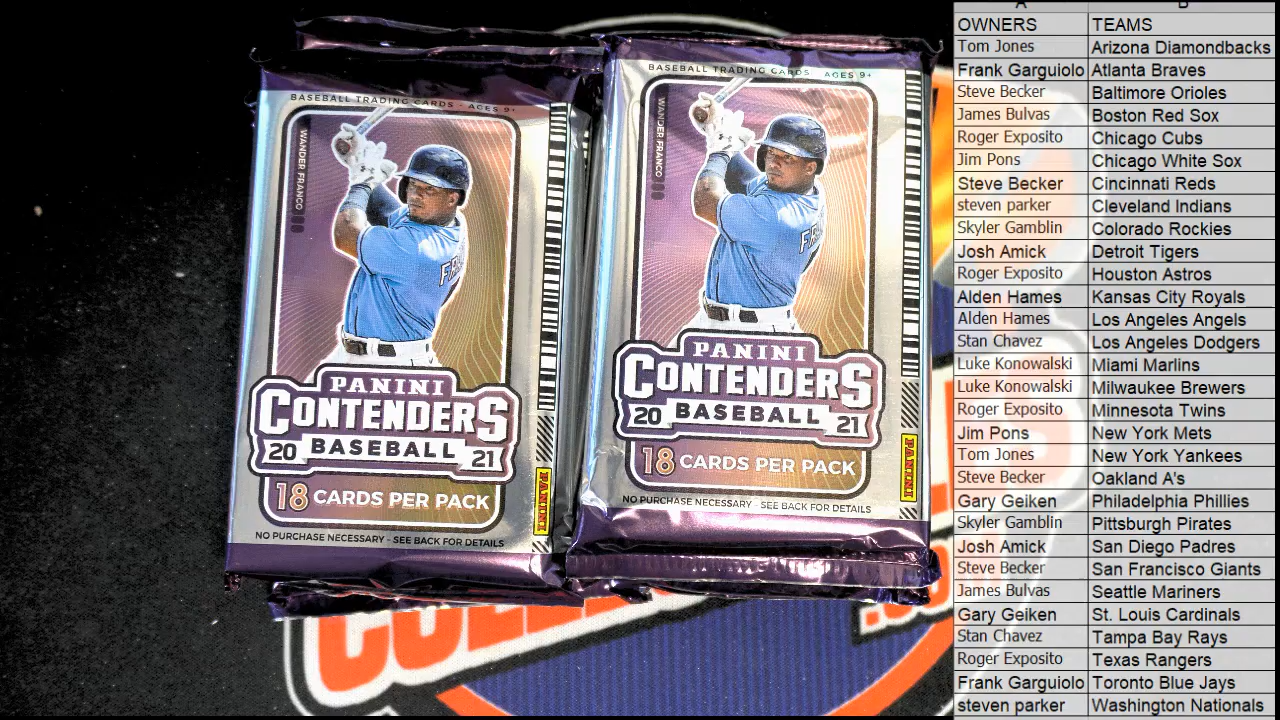 BASEBALL TRADING CARDS - AGES 9+
WANDER FRANCO
PANINI
CONTENDERS
20 BASEBALL 21
18 CARDS PER PACK
PANINI
NO PURCHASE NECESSARY - SEE BACK FOR DETAILS
BASEBALL TRADING CARDS AGES 9+
WANDER FRANCO
PANINI
CONTENDERS
20 BASEBALL 21
18 CARDS PER PACK
PANINI
NO PURCHASE NECESSARY - SEE BACK FOR DETAILS
OWNERS TEAMS
Tom Jones Arizona Diamondbacks
Frank Garguiolo Atlanta Braves
Steve Becker Baltimore Orioles
James Bulvas Boston Red Sox
Roger Exposito Chicago Cubs
Jim Pons Chicago White Sox
Steve Becker Cincinnati Reds
steven parker Cleveland Indians
Skyler Gamblin Colorado Rockies
Josh Amick Detroit Tigers
Roger Exposito Houston Astros
Alden Hames Kansas City Royals
Alden Hames Los Angeles Angels
Stan Chavez Los Angeles Dodgers
Luke Konowalski Miami Marlins
Luke Konowalski Milwaukee Brewers
Roger Exposito Minnesota Twins
Jim Pons New York Mets
Tom Jones New York Yankees
Steve Becker Oakland A's
Gary Geiken Philadelphia Phillies
Skyler Gamblin Pittsburgh Pirates
Josh Amick San Diego Padres
Steve Becker San Francisco Giants
James Bulvas Seattle Mariners
Gary Geiken St. Louis Cardinals
Stan Chavez Tampa Bay Rays
Roger Exposito Texas Rangers
Frank Garguiolo Toronto Blue Jays
steven parker Washington Nationals